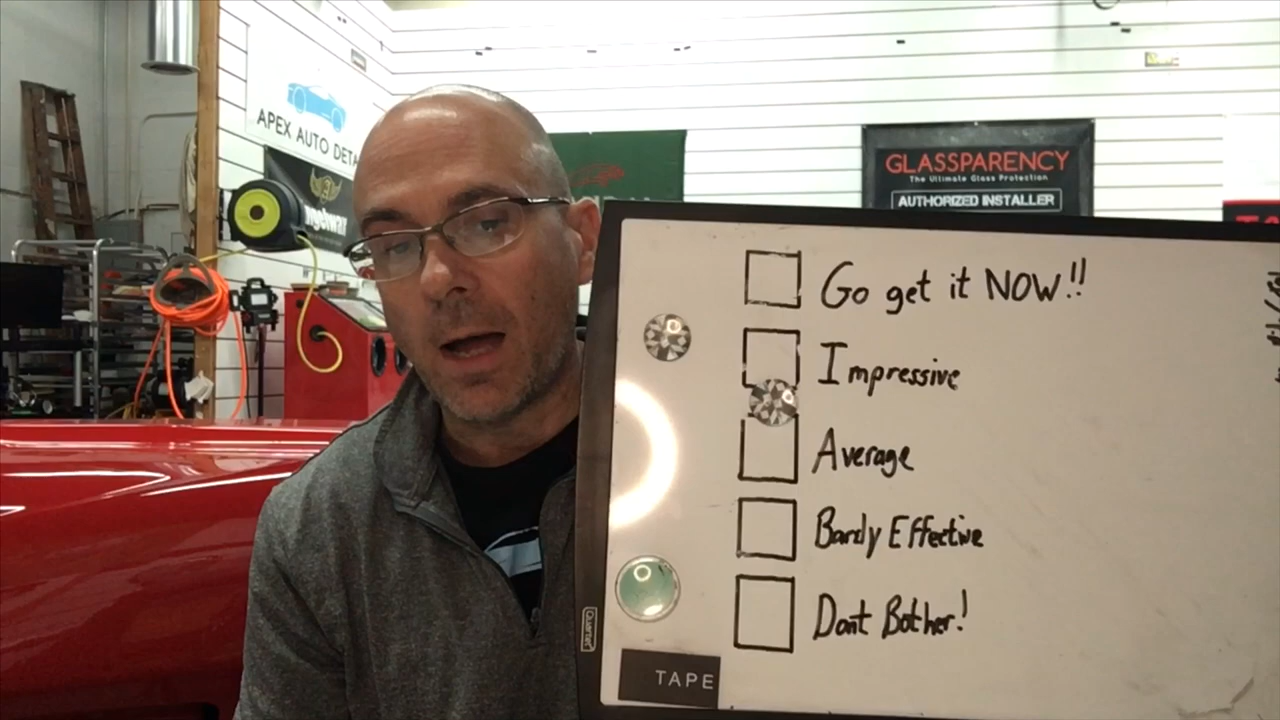 APEX AUTO DETA
GLASSPARENCY
The Ultimate Glass Protection
AUTHORIZED INSTALLER
Go get it NOW!!
Impressive
Average
Barely Effective
Dont Bother!
Quartet
TAPE